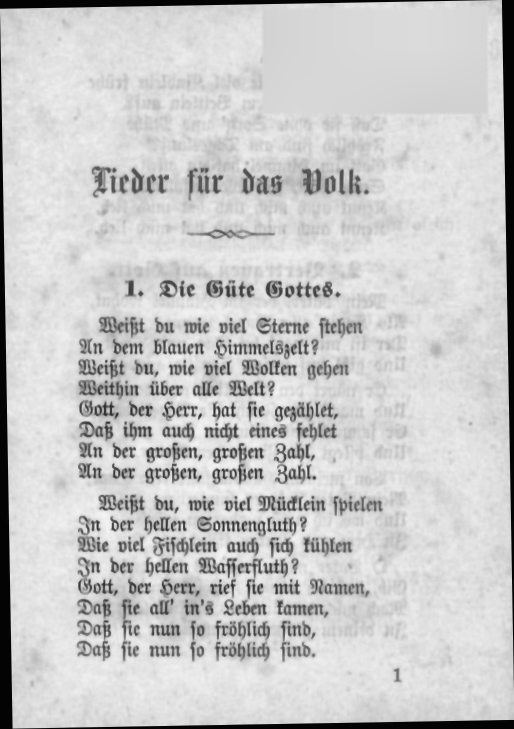 Lieder für das Volk.
1. Die Güte Gottes.
Weißt du wie viel Sterne stehen
An dem blauen Himmelszelt?
Weißt du, wie viel Wolken gehen
Weithin über alle Welt?
Gott, der Herr, hat sie gezählet,
Daß ihm auch nicht eines fehlet
An der großen, großen Zahl,
An der großen, großen Zahl.
Weißt du, wie viel Mücklein spielen
In der hellen Sonnengluth?
Wie viel Fischlein auch sich kühlen
In der hellen Wasserfluth?
Gott, der Herr, rief sie mit Namen,
Daß sie all' in's Leben kamen,
Daß sie nun so fröhlich sind,
Daß sie nun so fröhlich sind.
1